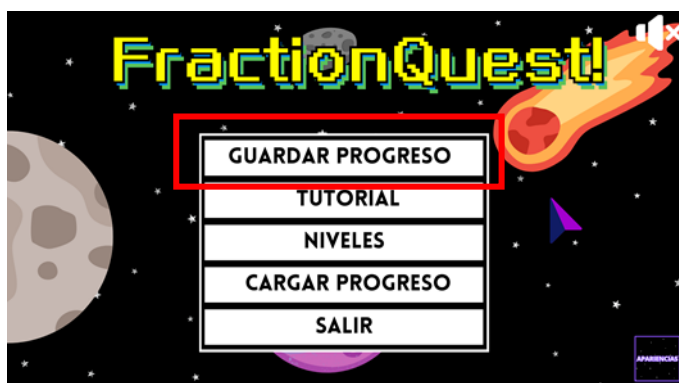 FractionQuest!
GUARDAR PROGRESO
TUTORIAL
NIVELES
CARGAR PROGRESO
SALIR
APARIENCIAS